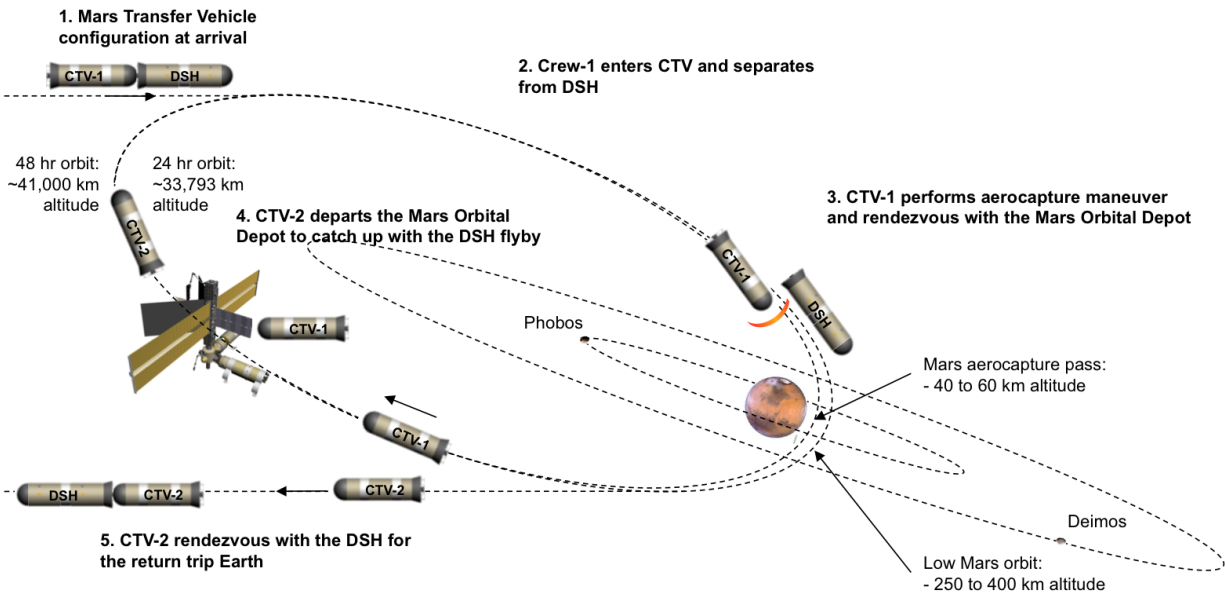 1. Mars Transfer Vehicle
configuration at arrival
CTV-1
DSH
2. Crew-1 enters CTV and separates
from DSH
48 hr orbit:
~41,000 km
altitude
24 hr orbit:
~33,793 km
altitude
CTV-2
3. CTV-1 performs aerocapture maneuver
and rendezvous with the Mars Orbital Depot
4. CTV-2 departs the Mars Orbital
Depot to catch up with the DSH flyby
CTV-1
DSH
CTV-1
Phobos
Mars aerocapture pass:
- 40 to 60 km altitude
CTV-1
DSH
CTV-2
CTV-2
Deimos
5. CTV-2 rendezvous with the DSH for
the return trip Earth
Low Mars orbit:
- 250 to 400 km altitude